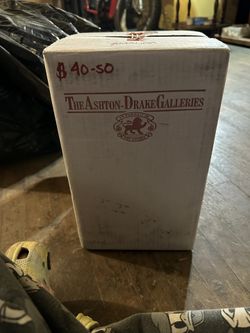 $ 40-50
THE ASHTON-DRAKE GALLERIES